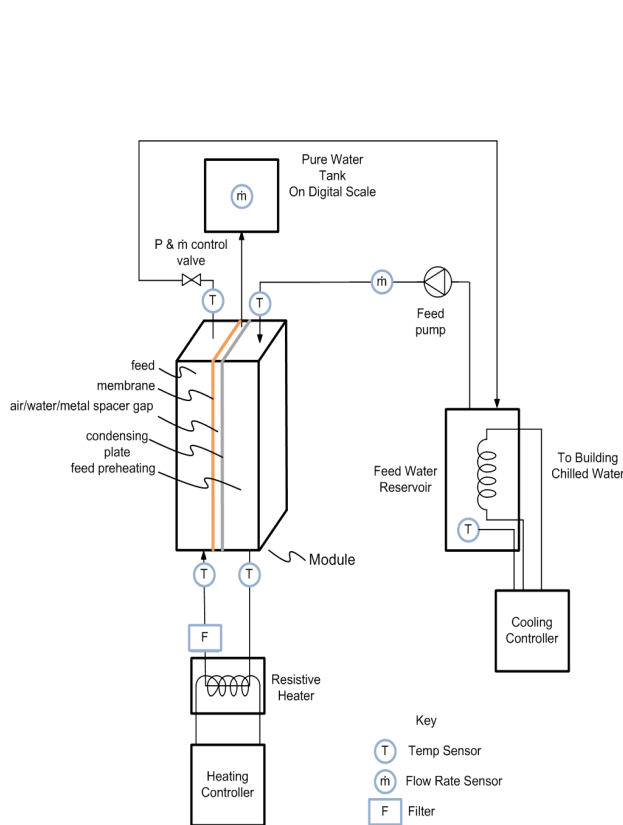 Pure Water
Tank
On Digital Scale
ṁ
P & ṁ control
valve
T
T
ṁ
Feed
pump
feed
membrane
air/water/metal spacer gap
condensing
plate
feed preheating
Feed Water
Reservoir
To Building
Chilled Water
T
Module
T
T
F
Cooling
Controller
Resistive
Heater
Heating
Controller
Key
T Temp Sensor
ṁ Flow Rate Sensor
F Filter